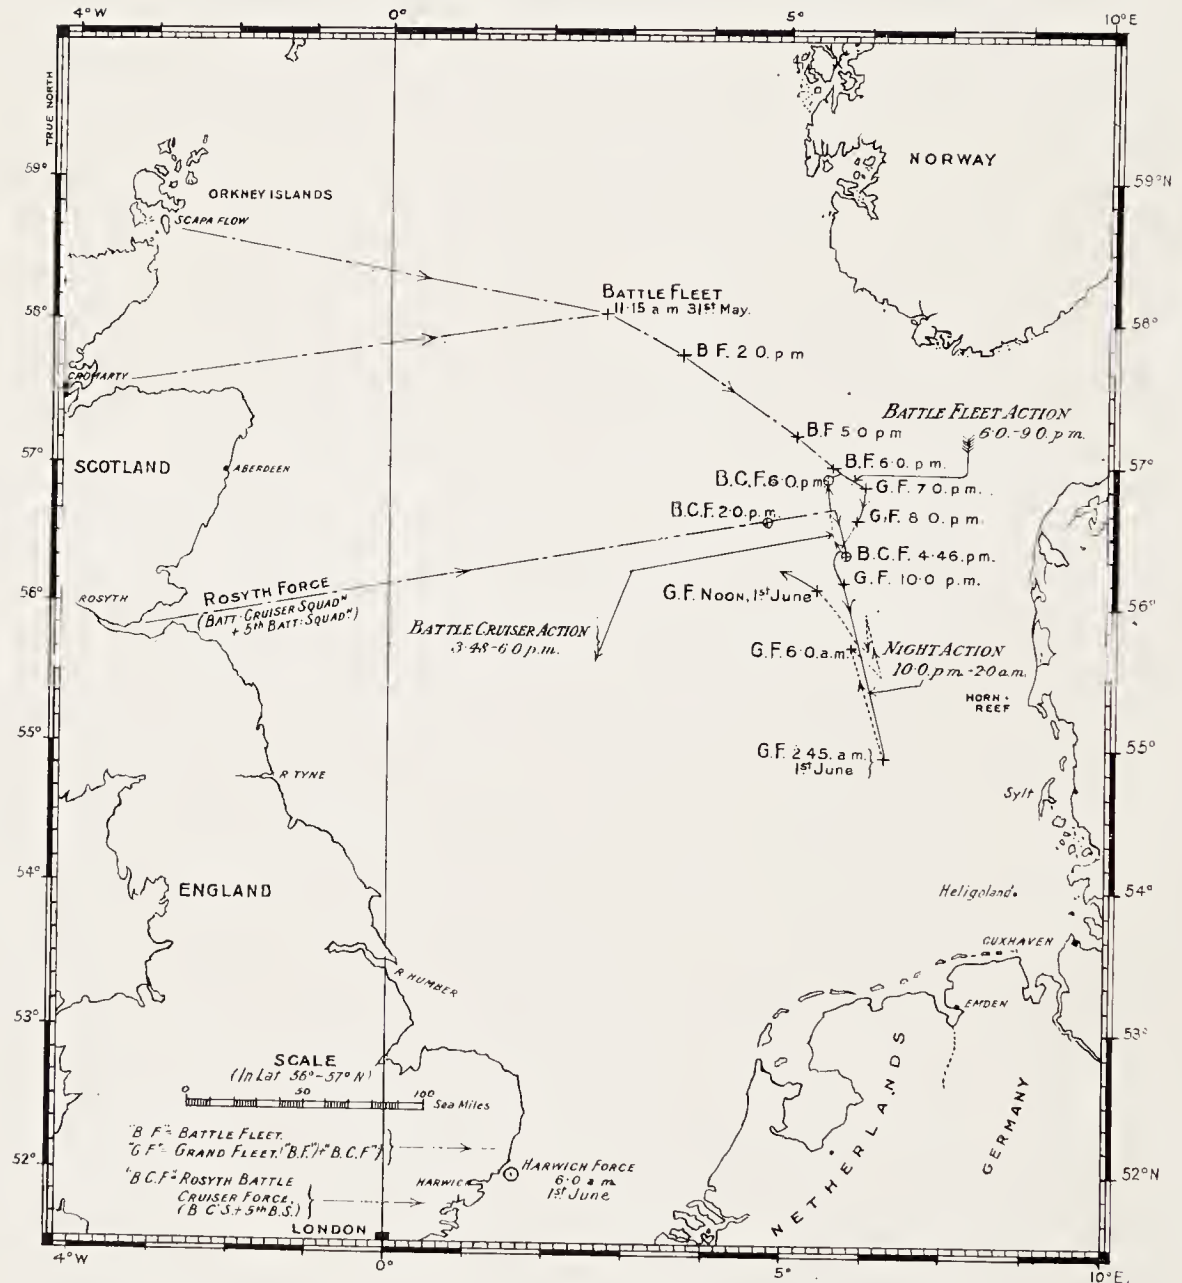 4°W
0°
5°
10°E
TRUE NORTH
59°
59°N
NORWAY
ORKNEY ISLANDS
SCAPA FLOW
58°
58°
BATTLE FLEET
11·15 a m 31st May.
B F. 2 0. p m
CROMARTY
BATTLE FLEET ACTION
6·0.-9·0.p.m.
B.F 5 0 p m
57°
57°
SCOTLAND
ABERDEEN
B.F. 6·0. p.m.
B.C.F. 6·0.p.m
G.F. 7 0. p.m.
B.C.F. 2·0. p.m.
G.F. 8 0. p.m
B.C.F. 4·46.p.m.
G.F. 10·0 p.m.
56°
56°
ROSYTH
ROSYTH FORCE
(BATT-CRUISER SQUADN
+ 5th BATT: SQUADN)
G.F. NOON, 1st June
BATTLE CRUISER ACTION
3·48-6·0 p.m.
G.F. 6·0.a.m.
NIGHT ACTION
10·0.p.m.-2·0 a.m.
HORN
REEF
55°
55°
G.F. 2 45. a.m.
1st June
R TYNE
Sylt
54°
54°
ENGLAND
Heligoland
CUXHAVEN
R. HUMBER
EMDEN
53°
53°
SCALE
(In Lat 56°-57° N)
0 50 100
Sea Miles
NETHERLANDS
GERMANY
"B F" = BATTLE FLEET.
"G F" = GRAND FLEET. ("B.F.") + "B.C.F")
"B C.F" = ROSYTH BATTLE
CRUISER FORCE.
(B C'S. + 5th B.S.)
52°
52°N
HARWICH
HARWICH FORCE
6·0 a m.
1st June
LONDON
4°W
0°
5°
10°E.